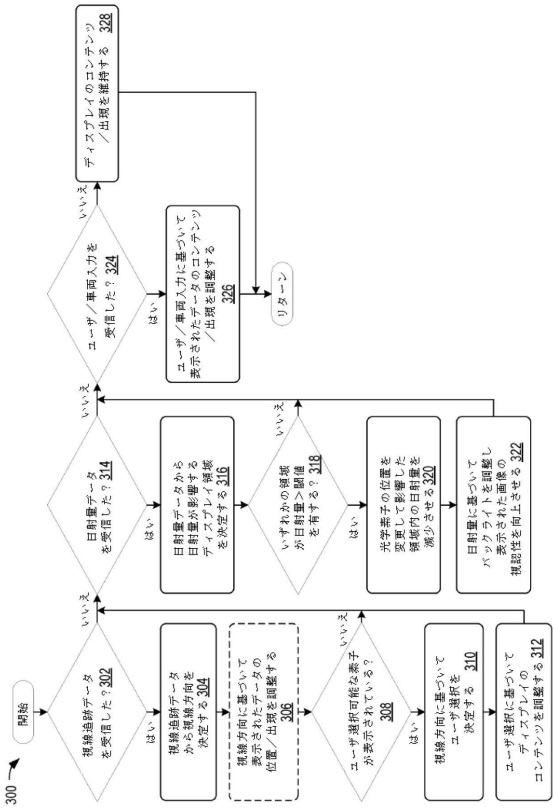 300
開始
視線追跡データ
を受信した? 302
いいえ
はい
視線追跡データ
から視線方向を
決定する 304
視線方向に基づいて
表示されたデータの
位置/出現を調整する
306
ユーザ選択可能な素子
が表示されている?
308
いいえ
はい
視線方向に基づいて
ユーザ選択を
決定する 310
ユーザ選択に基づいて
ディスプレイの
コンテンツを調整する 312
日射量データ
を受信した? 314
いいえ
はい
日射量データから
日射量が影響する
ディスプレイ領域
を決定する 316
いずれかの領域
が日射量>閾値
を有する? 318
いいえ
はい
光学素子の位置を
変更して影響した
領域内の日射量を
減少させる 320
日射量に基づいて
バックライトを調整し
表示された画像の
視認性を向上させる 322
ユーザ/車両入力を
受信した? 324
いいえ
はい
ユーザ/車両入力に基づいて
表示されたデータのコンテンツ
/出現を調整する
326
ディスプレイのコンテンツ
/出現を維持する 328
リターン